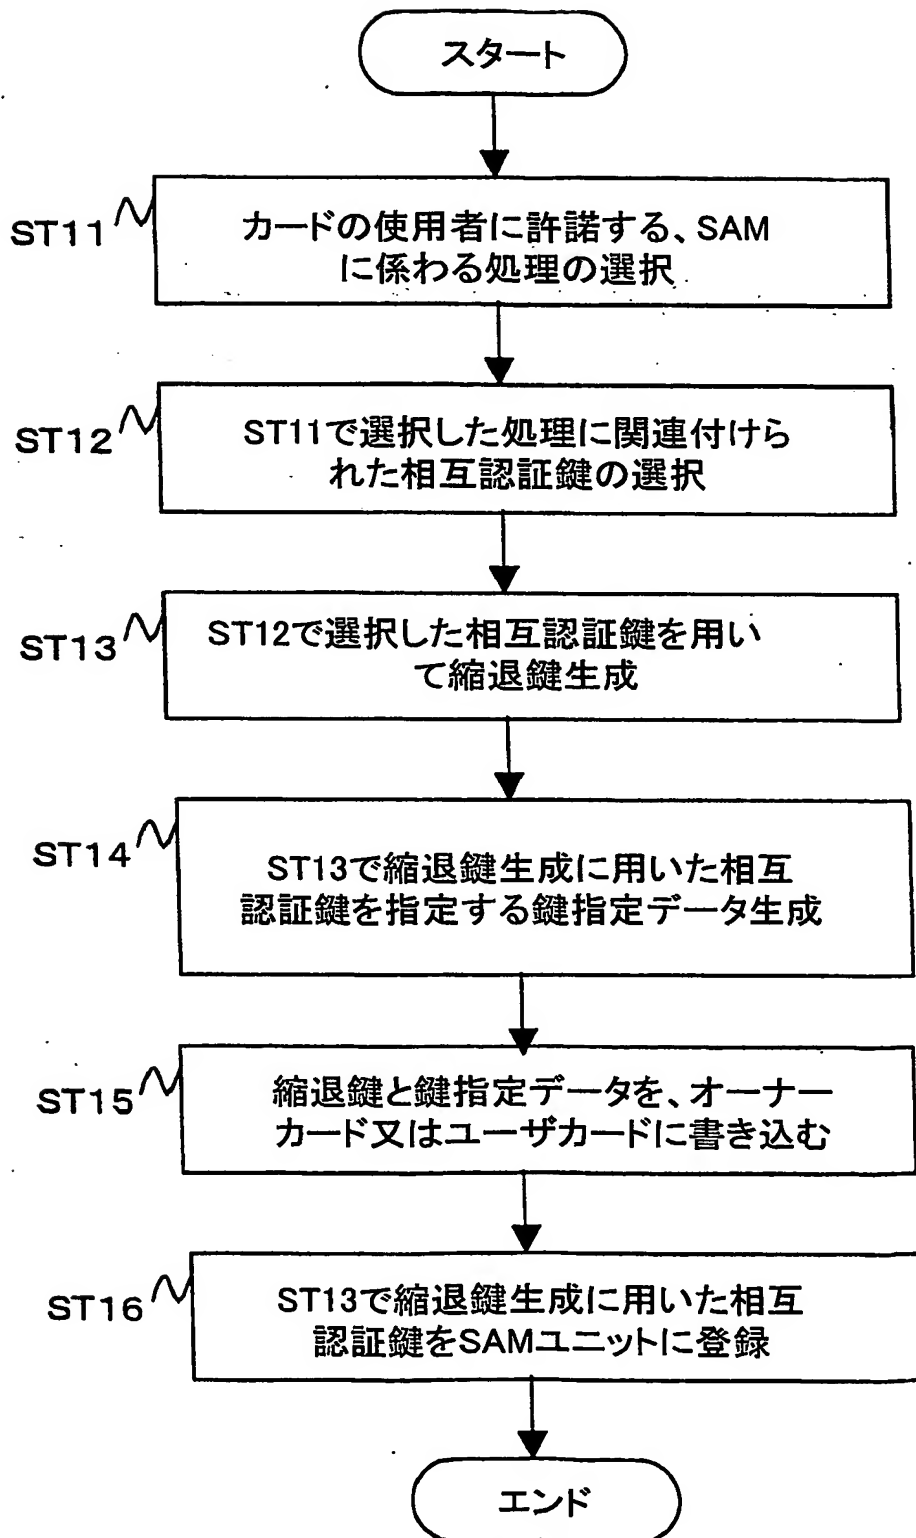 スタート
ST11
カードの使用者に許諾する、SAM
に係わる処理の選択
ST12
ST11で選択した処理に関連付けら
れた相互認証鍵の選択
ST13
ST12で選択した相互認証鍵を用い
て縮退鍵生成
ST14
ST13で縮退鍵生成に用いた相互
認証鍵を指定する鍵指定データ生成
ST15
縮退鍵と鍵指定データを、オーナー
カード又はユーザカードに書き込む
ST16
ST13で縮退鍵生成に用いた相互
認証鍵をSAMユニットに登録
エンド